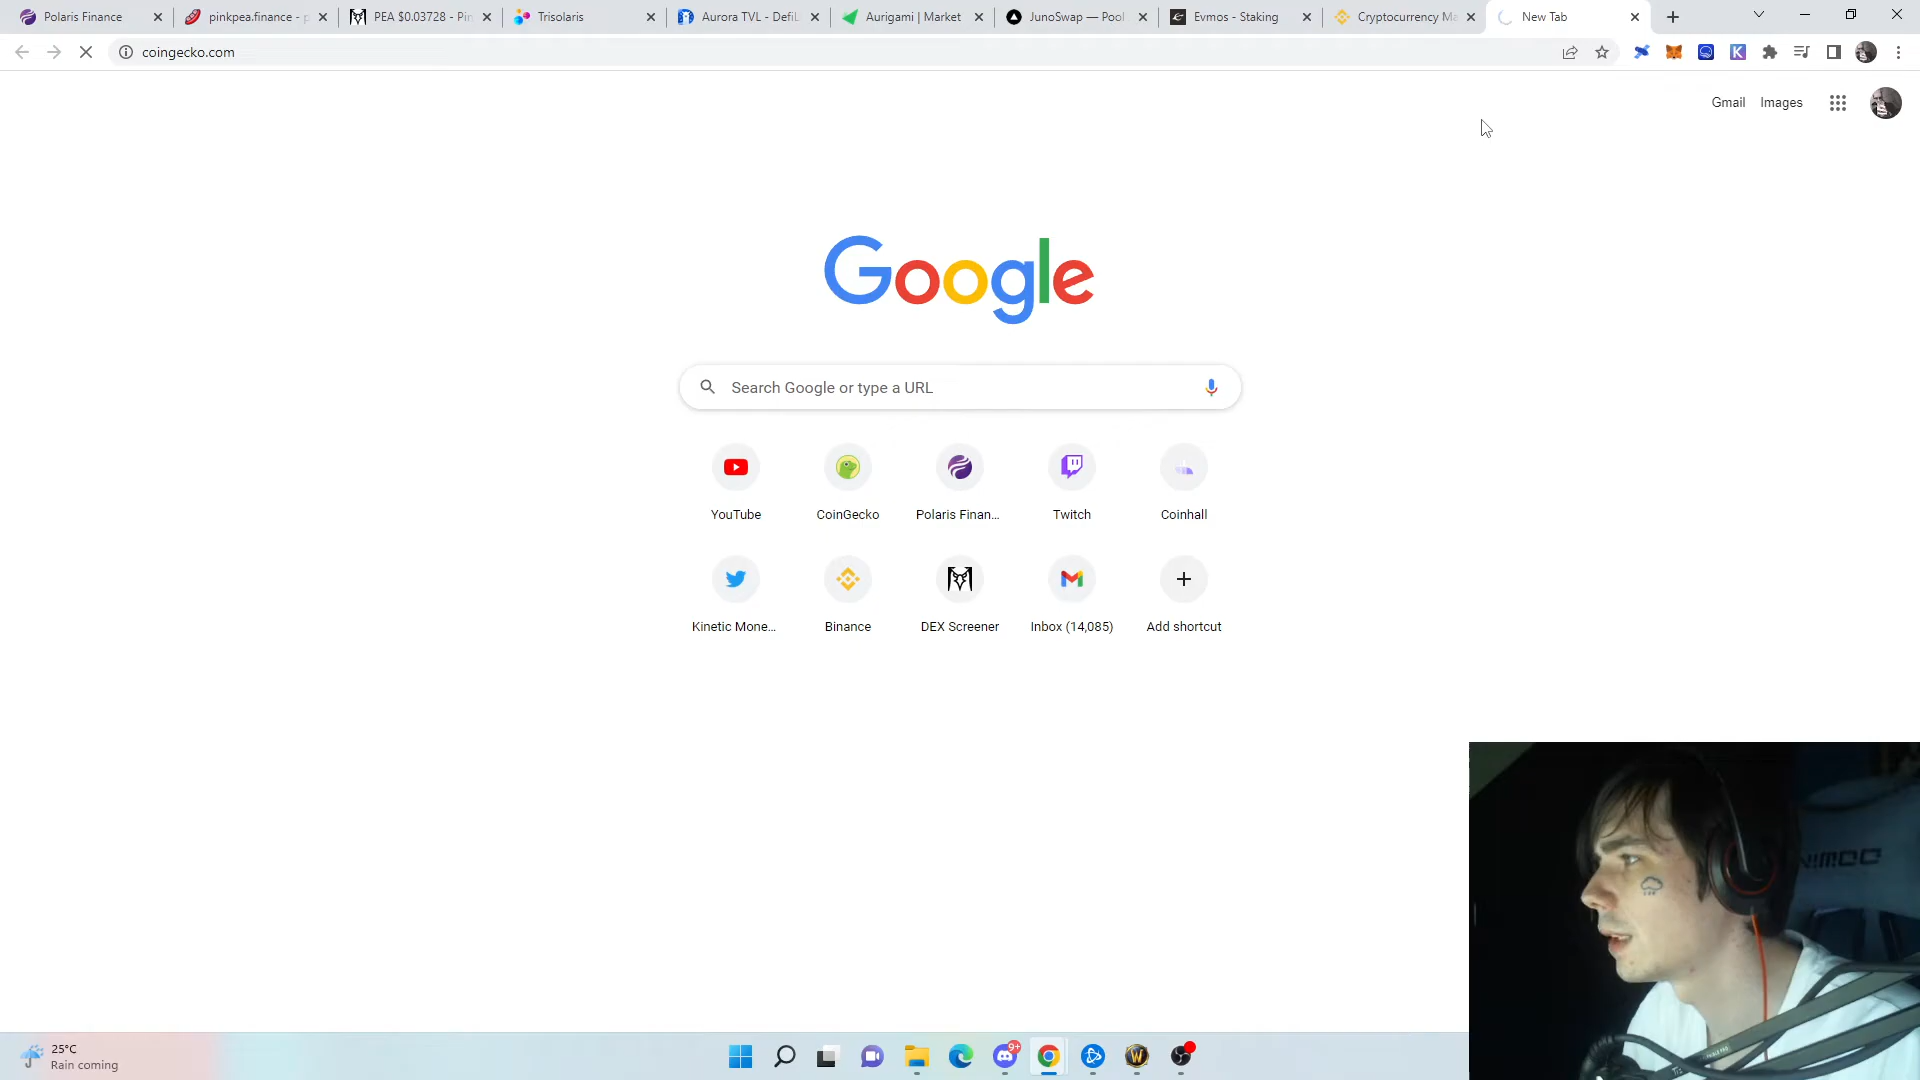 Polaris Finance
pinkpea.finance - p
PEA $0.03728 - Pin
Trisolaris
Aurora TVL - DefiL
Aurigami | Market
JunoSwap — Pool
Evmos - Staking
Cryptocurrency Ma
New Tab
coingecko.com
Gmail Images
Google
Search Google or type a URL
YouTube CoinGecko Polaris Finan... Twitch Coinhall
Kinetic Mone... Binance DEX Screener Inbox (14,085) Add shortcut
25°C
Rain coming
9+